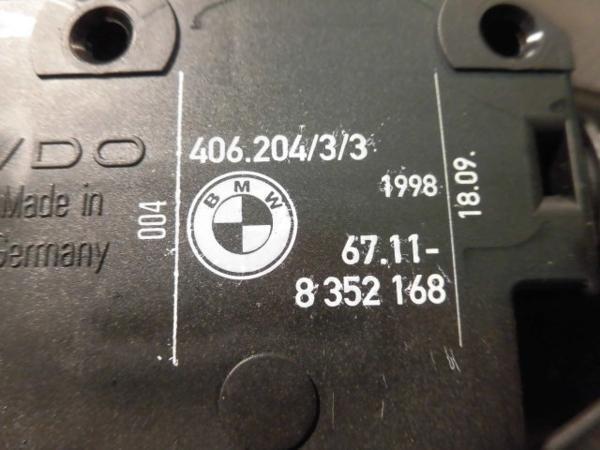 VDO
Made in
Germany
004
406.204/3/3
BMW
1998
67.11-
8 352 168
18.09.